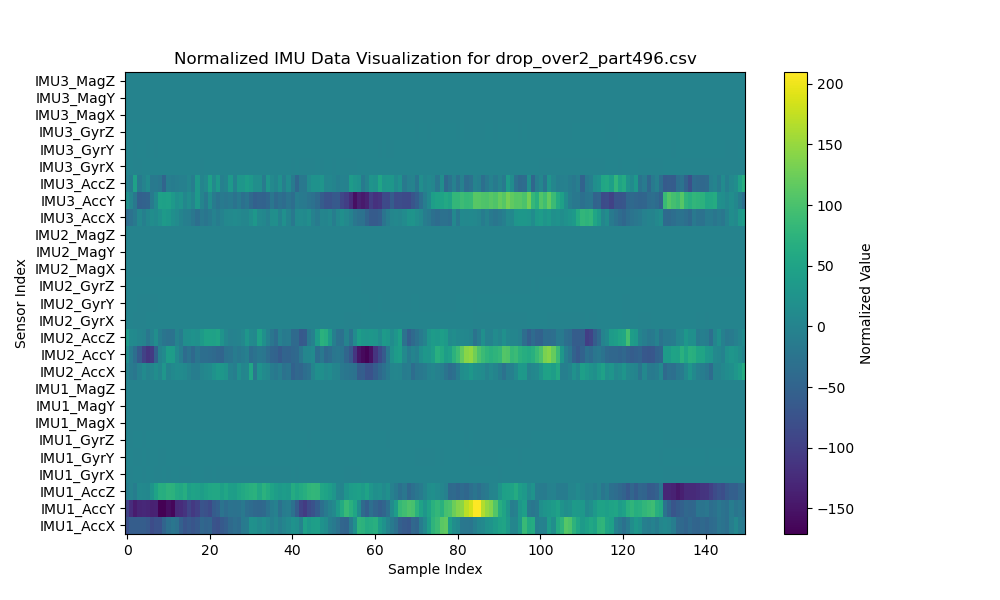 Normalized IMU Data Visualization for drop_over2_part496.csv
Sensor Index
IMU3_MagZ
IMU3_MagY
IMU3_MagX
IMU3_GyrZ
IMU3_GyrY
IMU3_GyrX
IMU3_AccZ
IMU3_AccY
IMU3_AccX
IMU2_MagZ
IMU2_MagY
IMU2_MagX
IMU2_GyrZ
IMU2_GyrY
IMU2_GyrX
IMU2_AccZ
IMU2_AccY
IMU2_AccX
IMU1_MagZ
IMU1_MagY
IMU1_MagX
IMU1_GyrZ
IMU1_GyrY
IMU1_GyrX
IMU1_AccZ
IMU1_AccY
IMU1_AccX
0 20 40 60 80 100 120 140
Sample Index
200
150
100
50
0
−50
−100
−150
Normalized Value